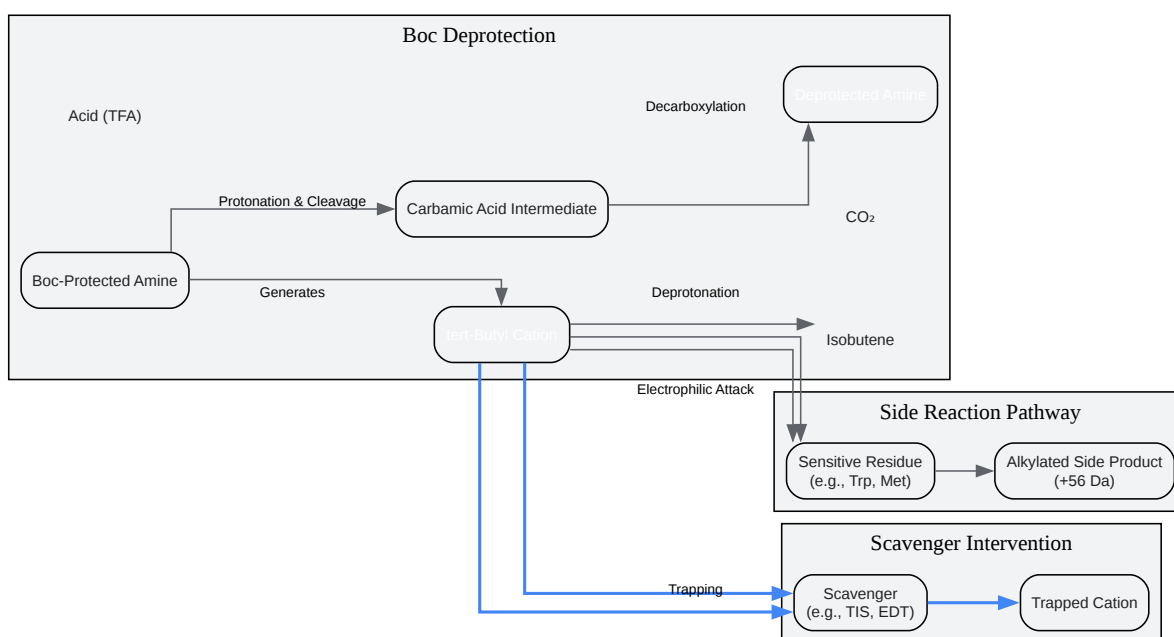 Boc Deprotection
Deprotected Amine
Decarboxylation
Acid (TFA)
Protonation & Cleavage
Carbamic Acid Intermediate
CO₂
Boc-Protected Amine
Generates
Deprotonation
tert-Butyl Cation
Isobutene
Electrophilic Attack
Side Reaction Pathway
Sensitive Residue
(e.g., Trp, Met)
Alkylated Side Product
(+56 Da)
Scavenger Intervention
Trapping
Scavenger
(e.g., TIS, EDT)
Trapped Cation